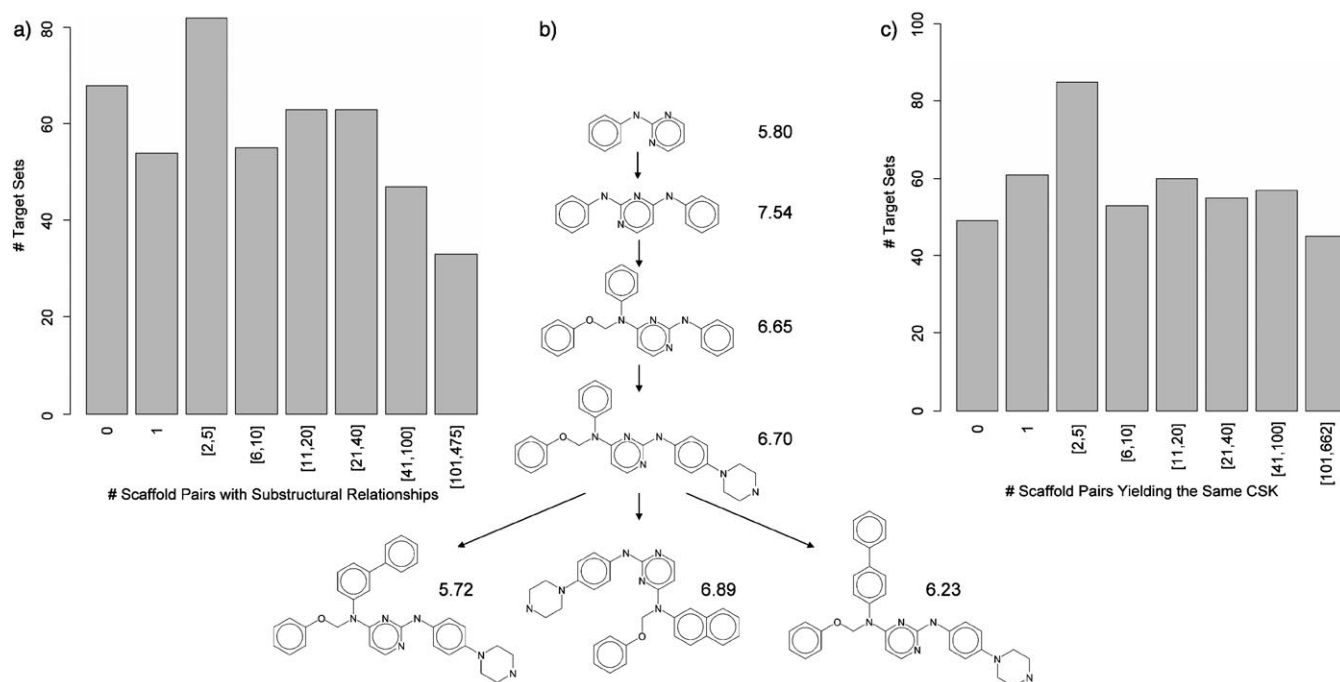 a)
80
60
40
20
0
# Target Sets
0
1
[2,5]
[6,10]
[11,20]
[21,40]
[41,100]
[101,475]
# Scaffold Pairs with Substructural Relationships
b)
N
N
N
5.80
N
N
N
N
7.54
O
N
N
N
N
6.65
O
N
N
N
N
N
N
6.70
O
N
N
N
N
N
N
5.72
N
N
N
N
N
N
O
6.89
O
N
N
N
N
N
N
6.23
c)
100
80
60
40
20
0
# Target Sets
0
1
[2,5]
[6,10]
[11,20]
[21,40]
[41,100]
[101,662]
# Scaffold Pairs Yielding the Same CSK